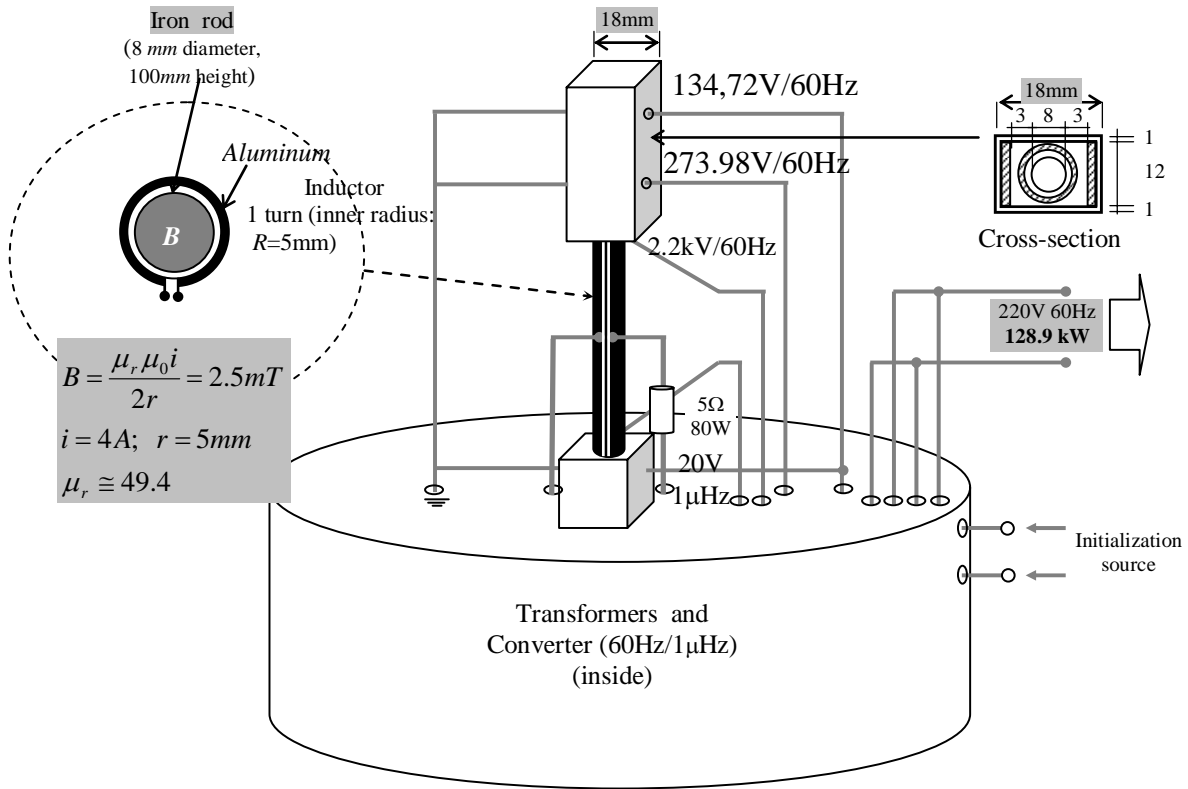 Iron rod
(8 mm diameter,
100mm height)
Aluminum
Inductor
1 turn (inner radius:
R=5mm)
B
B = μrμ0i / 2r = 2.5mT
i = 4A; r = 5mm
μr ≅ 49.4
18mm
134,72V/60Hz
273.98V/60Hz
2.2kV/60Hz
18mm
3 8 3
1
12
1
Cross-section
220V 60Hz
128.9 kW
5Ω
80W
20V
1μHz
Initialization
source
Transformers and
Converter (60Hz/1μHz)
(inside)